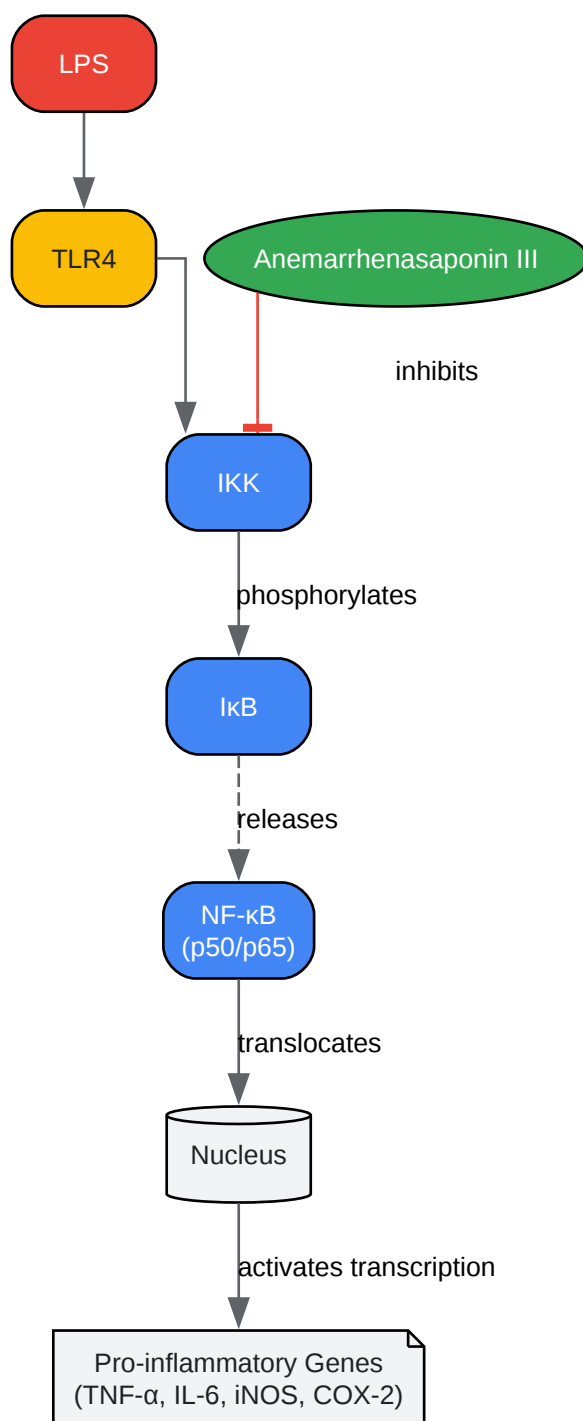 LPS
TLR4
Anemarrhenasaponin III
inhibits
IKK
phosphorylates
IκB
releases
NF-κB
(p50/p65)
translocates
Nucleus
activates transcription
Pro-inflammatory Genes
(TNF-α, IL-6, iNOS, COX-2)